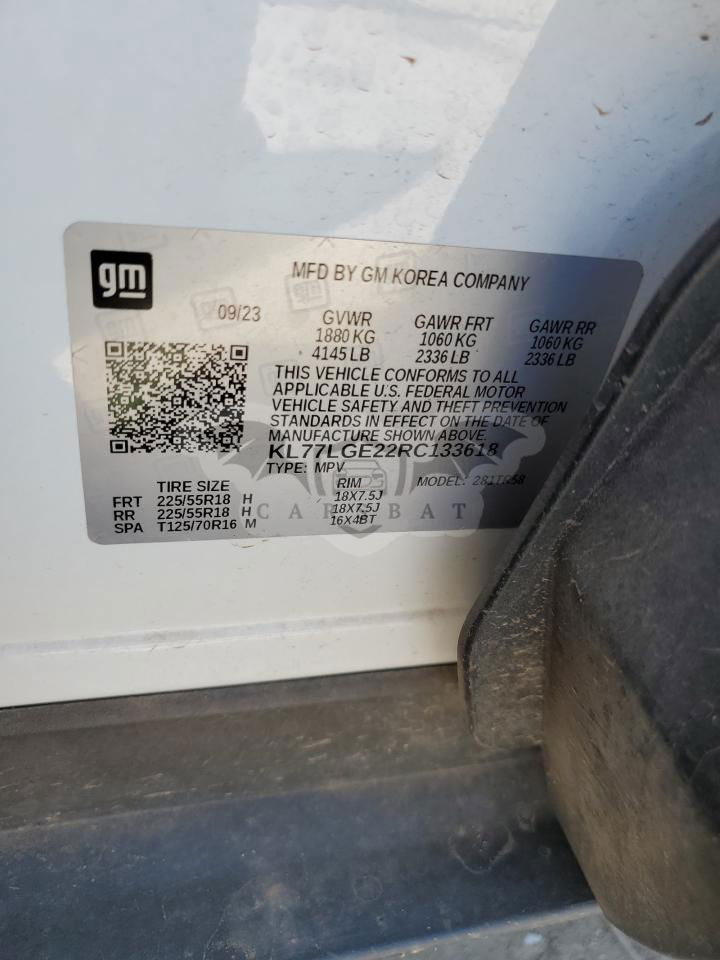 gm
MFD BY GM KOREA COMPANY
09/23 GVWR GAWR FRT GAWR RR
1880 KG 1060 KG 1060 KG
4145 LB 2336 LB 2336 LB
THIS VEHICLE CONFORMS TO ALL
APPLICABLE U.S. FEDERAL MOTOR
VEHICLE SAFETY AND THEFT PREVENTION
STANDARDS IN EFFECT ON THE DATE OF
MANUFACTURE SHOWN ABOVE.
KL77LGE22RC133618
TYPE: MPV MODEL: 281TR58
TIRE SIZE RIM
FRT 225/55R18 H 18X7.5J
RR 225/55R18 H 18X7.5J
SPA T125/70R16 M 16X4BT
CAR BAT